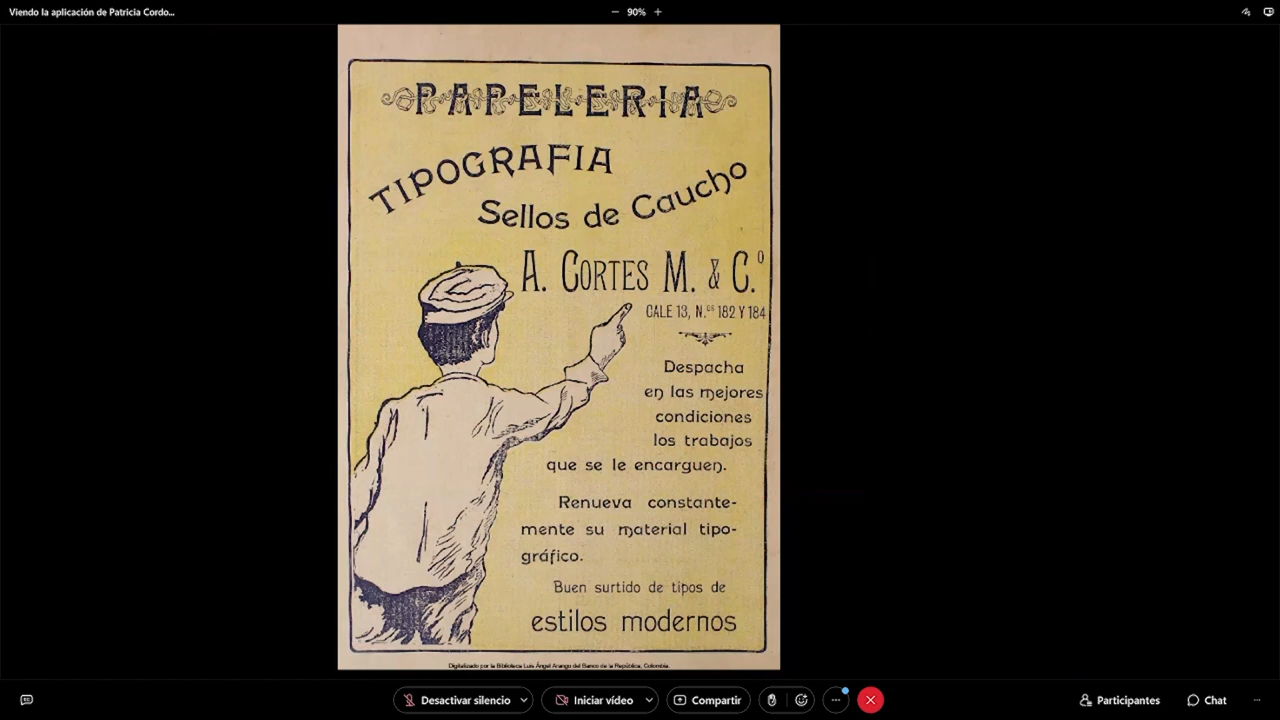 Viendo la aplicación de Patricia Cordo...
90%
PAPELERIA
TIPOGRAFIA
Sellos de Caucho
A. CORTES M. & C.º
CALE 13, N.ºˢ 182 Y 184
Despacha
en las mejores
condiciones
los trabajos
que se le encarguen.
Renueva constante-
mente su material tipo-
gráfico.
Buen surtido de tipos de
estilos modernos
Digitalizado por la Biblioteca Luis Ángel Arango del Banco de la República, Colombia.
Desactivar silencio
Iniciar vídeo
Compartir
Participantes
Chat